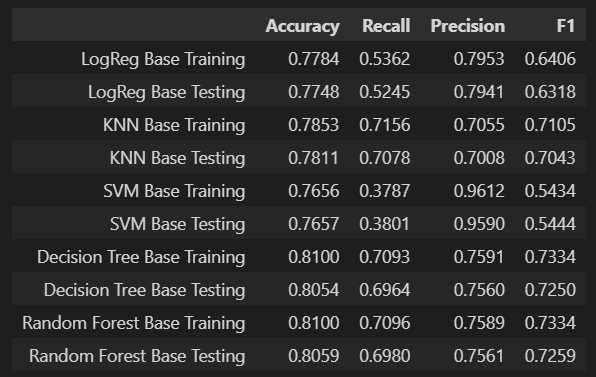 Accuracy Recall Precision F1
LogReg Base Training 0.7784 0.5362 0.7953 0.6406
LogReg Base Testing 0.7748 0.5245 0.7941 0.6318
KNN Base Training 0.7853 0.7156 0.7055 0.7105
KNN Base Testing 0.7811 0.7078 0.7008 0.7043
SVM Base Training 0.7656 0.3787 0.9612 0.5434
SVM Base Testing 0.7657 0.3801 0.9590 0.5444
Decision Tree Base Training 0.8100 0.7093 0.7591 0.7334
Decision Tree Base Testing 0.8054 0.6964 0.7560 0.7250
Random Forest Base Training 0.8100 0.7096 0.7589 0.7334
Random Forest Base Testing 0.8059 0.6980 0.7561 0.7259